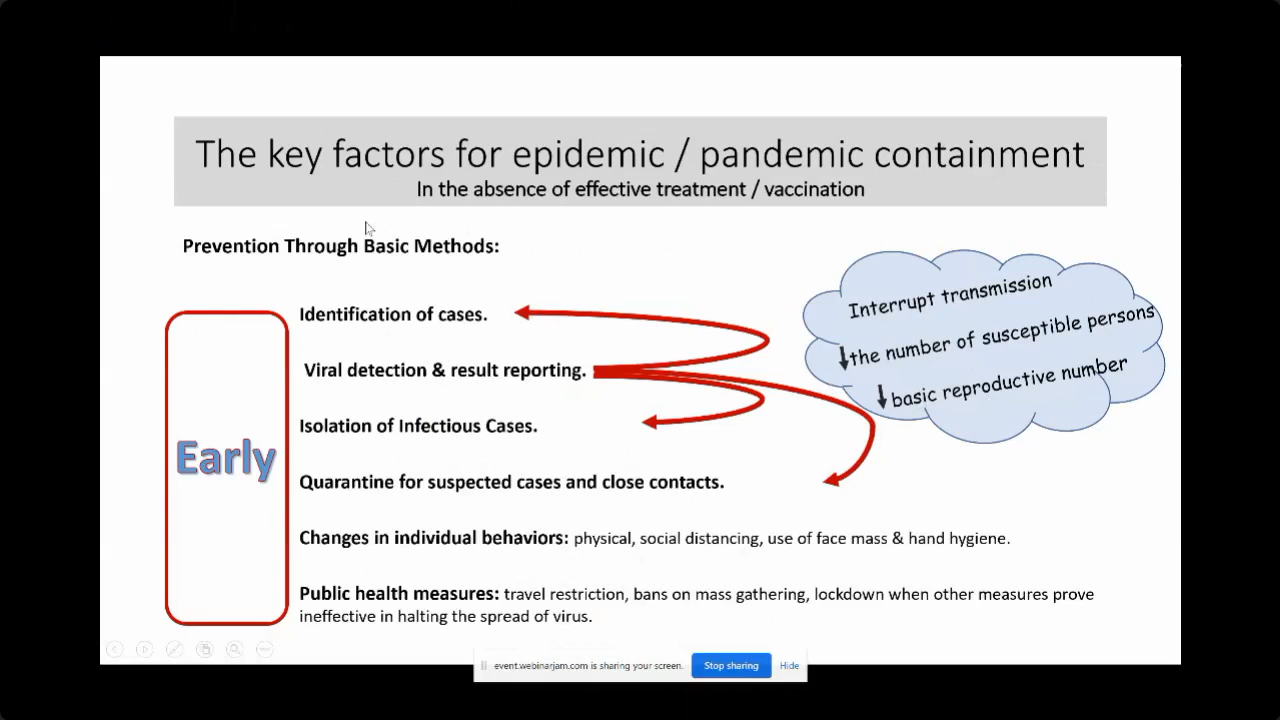 The key factors for epidemic / pandemic containment
In the absence of effective treatment / vaccination
Prevention Through Basic Methods:
Identification of cases.
Viral detection & result reporting.
Isolation of Infectious Cases.
Early
Quarantine for suspected cases and close contacts.
Changes in individual behaviors: physical, social distancing, use of face mass & hand hygiene.
Public health measures: travel restriction, bans on mass gathering, lockdown when other measures prove
ineffective in halting the spread of virus.
Interrupt transmission
the number of susceptible persons
basic reproductive number
event.webinarjam.com is sharing your screen. Stop sharing Hide